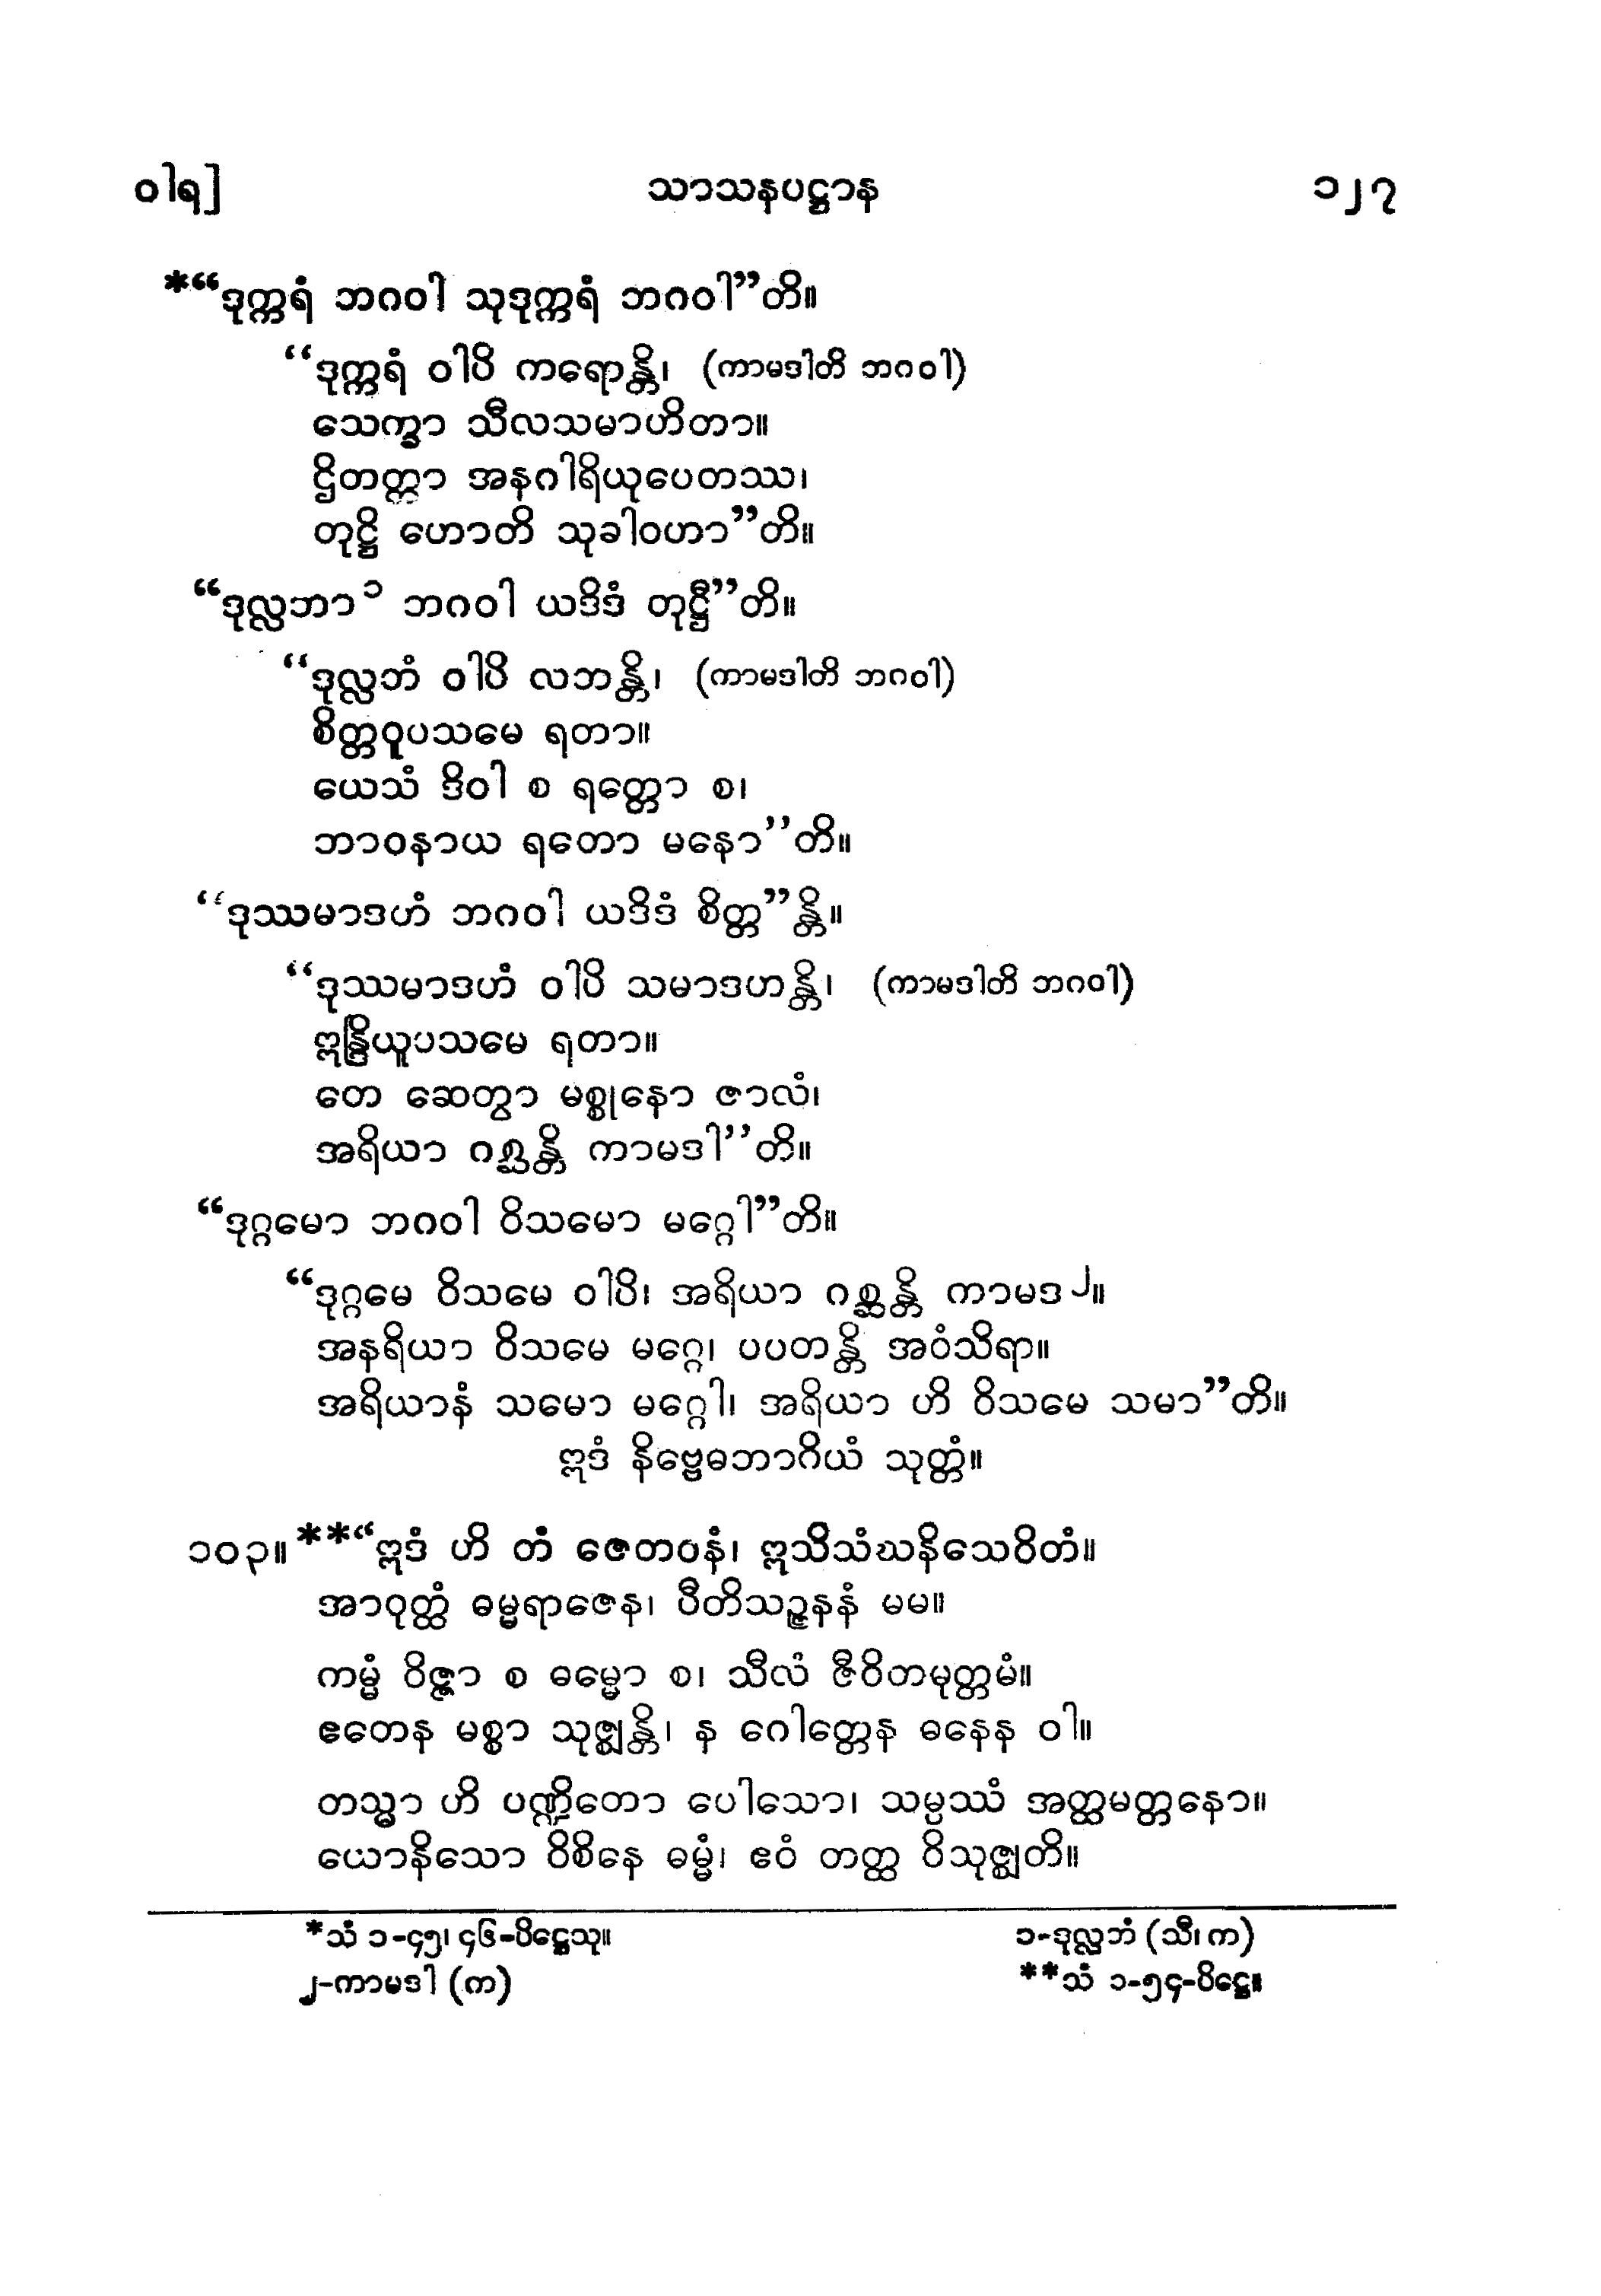 ဝါရ]
သာသနပဋ္ဌာန
၁၂၇
*“ဒုက္ကရံ ဘဂဝါ သုဒုက္ကရံ ဘဂဝါ”တိ။
“ဒုက္ကရံ ဝါပိ ကရောန္တိ၊ (ကာမဒါတိ ဘဂဝါ)
သေက္ခာ သီလသမာဟိတာ။
ဌိတတ္တာ အနဂါရိယုပေတဿ၊
တုဋ္ဌိ ဟောတိ သုခါဝဟာ”တိ။
“ဒုလ္လဘာ၁ ဘဂဝါ ယဒိဒံ တုဋ္ဌီ”တိ။
“ဒုလ္လဘံ ဝါပိ လဘန္တိ၊ (ကာမဒါတိ ဘဂဝါ)
စိတ္တဝူပသမေ ရတာ။
ယေသံ ဒိဝါ စ ရတ္တော စ၊
ဘာဝနာယ ရတော မနော’’တိ။
“ဒုဿမာဒဟံ ဘဂဝါ ယဒိဒံ စိတ္တ”န္တိ။
“ဒုဿမာဒဟံ ဝါပိ သမာဒဟန္တိ၊ (ကာမဒါတိ ဘဂဝါ)
ဣန္ဒြိယူပသမေ ရတာ။
တေ ဆေတွာ မစ္စုနော ဇာလံ၊
အရိယာ ဂစ္ဆန္တိ ကာမဒါ’’တိ။
“ဒုဂ္ဂမော ဘဂဝါ ဝိသမော မဂ္ဂေါ”တိ။
“ဒုဂ္ဂမေ ဝိသမေ ဝါပိ၊ အရိယာ ဂစ္ဆန္တိ ကာမဒ၂။
အနရိယာ ဝိသမေ မဂ္ဂေ၊ ပပတန္တိ အဝံသိရာ။
အရိယာနံ သမော မဂ္ဂေါ၊ အရိယာ ဟိ ဝိသမေ သမာ”တိ။
ဣဒံ နိဗ္ဗေဓဘာဂိယံ သုတ္တံ။
၁၀၃။ **“ဣဒံ ဟိ တံ ဇေတဝနံ၊ ဣသိသံဃနိသေဝိတံ။
အာဝုတ္ထံ ဓမ္မရာဇေန၊ ပီတိသဉ္ဇနနံ မမ။
ကမ္မံ ဝိဇ္ဇာ စ ဓမ္မော စ၊ သီလံ ဇီဝိတမုတ္တမံ။
ဧတေန မစ္စာ သုဇ္ဈန္တိ၊ န ဂေါတ္တေန ဓနေန ဝါ။
တသ္မာ ဟိ ပဏ္ဍိတော ပေါသော၊ သမ္ပဿံ အတ္ထမတ္တနော။
ယောနိသော ဝိစိနေ ဓမ္မံ၊ ဧဝံ တတ္ထ ဝိသုဇ္ဈတိ။
*သံ ၁-၄၅၊ ၄၆-ပိဋ္ဌေသု။
၁-ဒုလ္လဘံ (သီ၊ က)
၂-ကာမဒါ (က)
**သံ ၁-၅၄-ပိဋ္ဌေ။